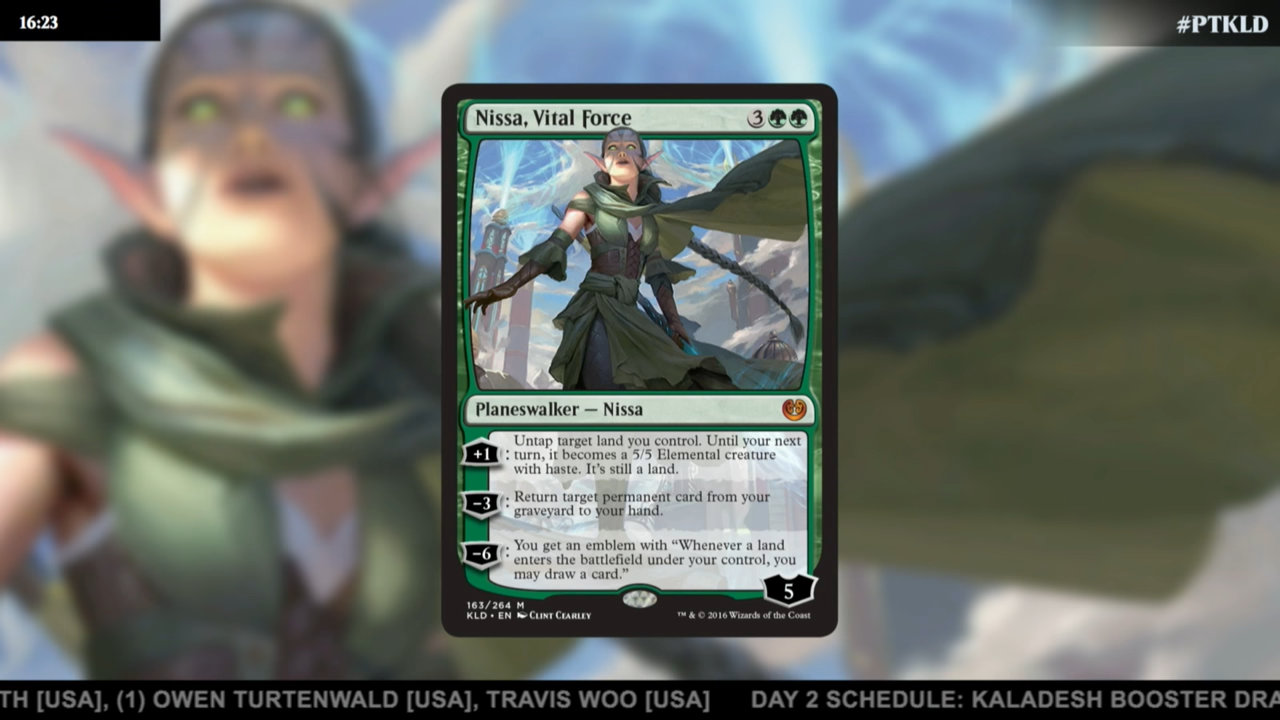 16:23
#PTKLD
Nissa, Vital Force
3
Planeswalker — Nissa
+1 : Untap target land you control. Until your next
turn, it becomes a 5/5 Elemental creature
with haste. It's still a land.
−3 : Return target permanent card from your
graveyard to your hand.
−6 : You get an emblem with “Whenever a land
enters the battlefield under your control, you
may draw a card.”
5
163/264 M
KLD • EN Clint Cearley
™ & © 2016 Wizards of the Coast
TH [USA], (1) OWEN TURTENWALD [USA], TRAVIS WOO [USA] DAY 2 SCHEDULE: KALADESH BOOSTER DRA